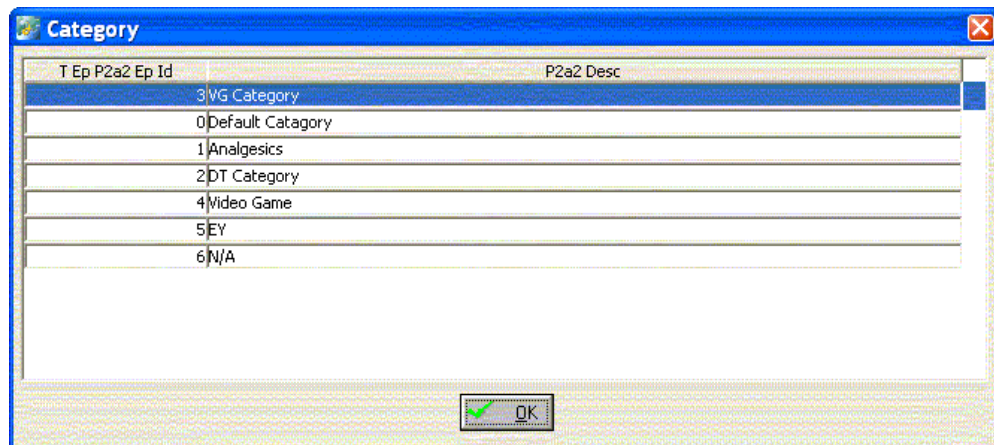 Category
T Ep P2a2 Ep Id P2a2 Desc
3 VG Category
0 Default Catagory
1 Analgesics
2 DT Category
4 Video Game
5 EY
6 N/A
OK